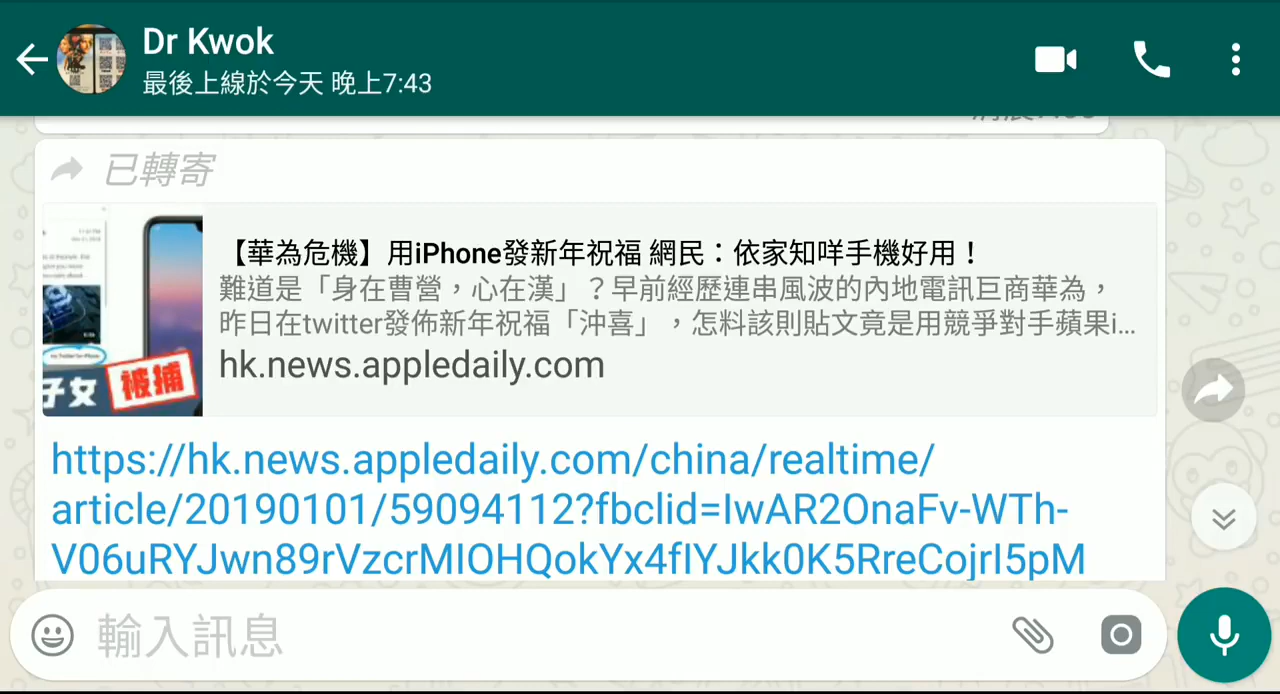 Dr Kwok
最後上線於今天 晚上7:43
已轉寄
【華為危機】用iPhone發新年祝福 網民：依家知咩手機好用！
難道是「身在曹營，心在漢」？早前經歷連串風波的內地電訊巨商華為，
昨日在twitter發佈新年祝福「沖喜」，怎料該則貼文竟是用競爭對手蘋果i...
hk.news.appledaily.com
子女
被捕
https://hk.news.appledaily.com/china/realtime/
article/20190101/59094112?fbclid=IwAR2OnaFv-WTh-
V06uRYJwn89rVzcrMIOHQokYx4fIYJkk0K5RreCojrI5pM
輸入訊息